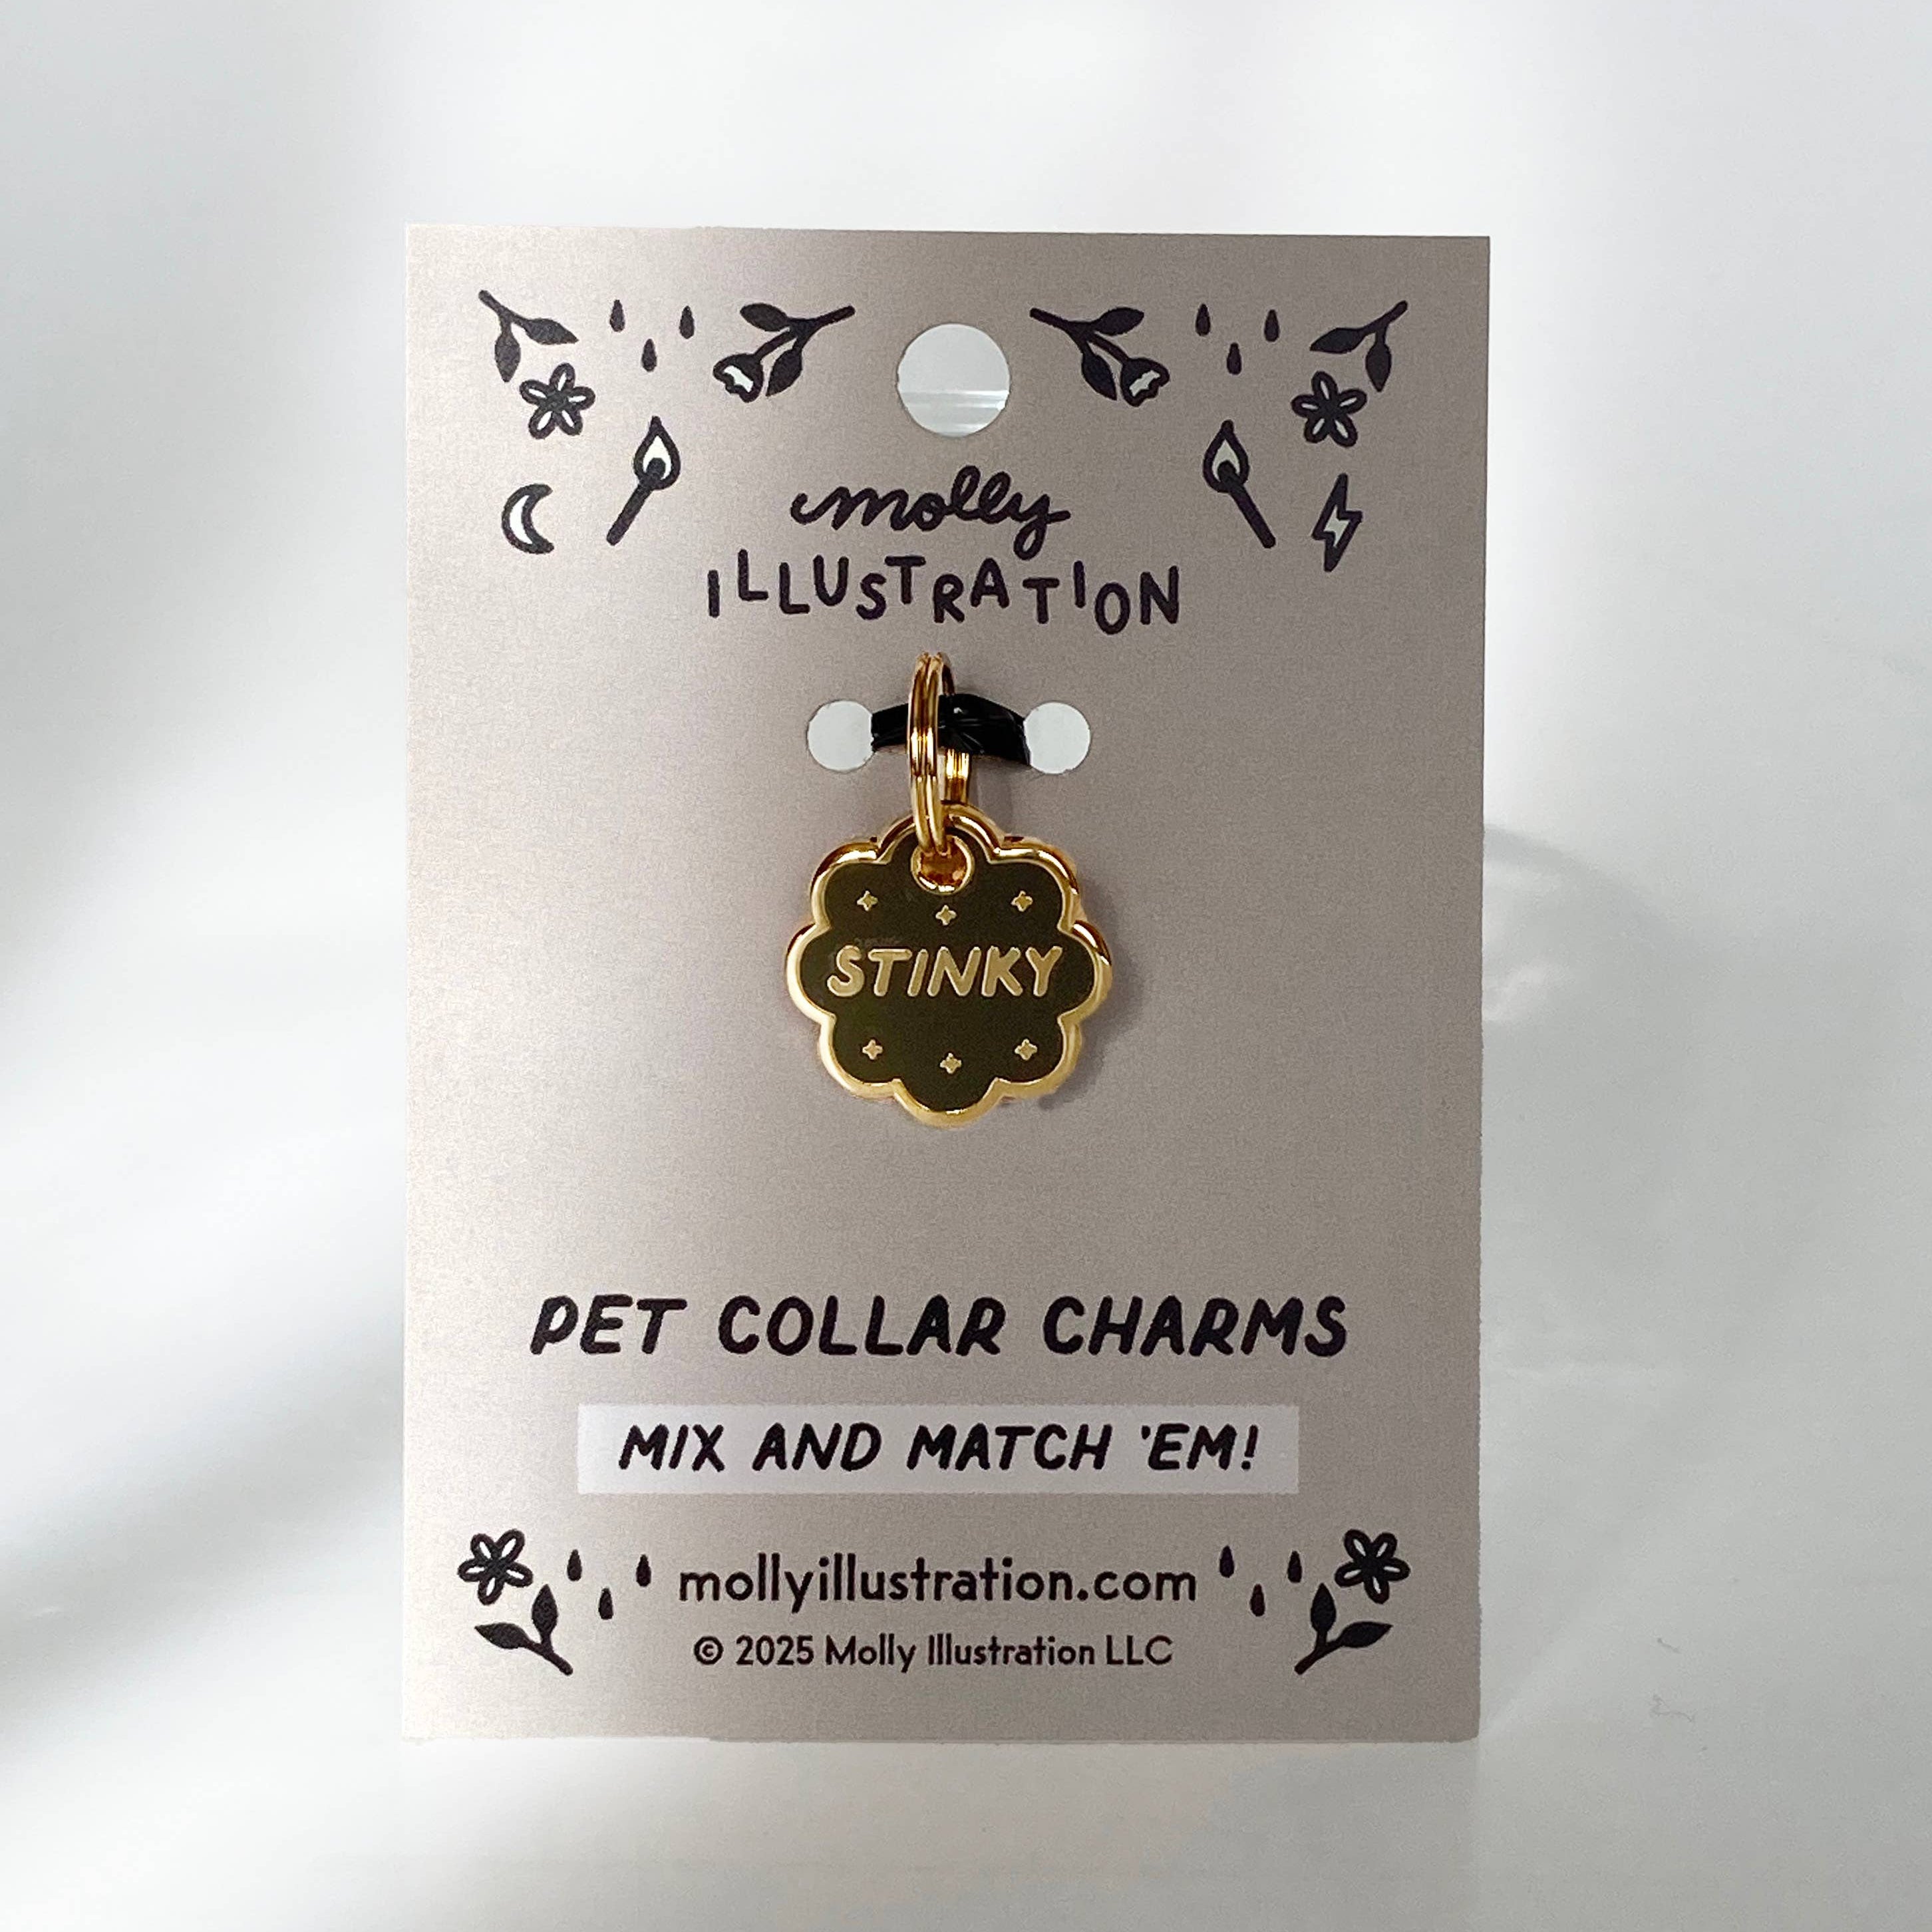 molly
ILLUSTRATION
STINKY
PET COLLAR CHARMS
MIX AND MATCH 'EM!
mollyillustration.com
© 2025 Molly Illustration LLC